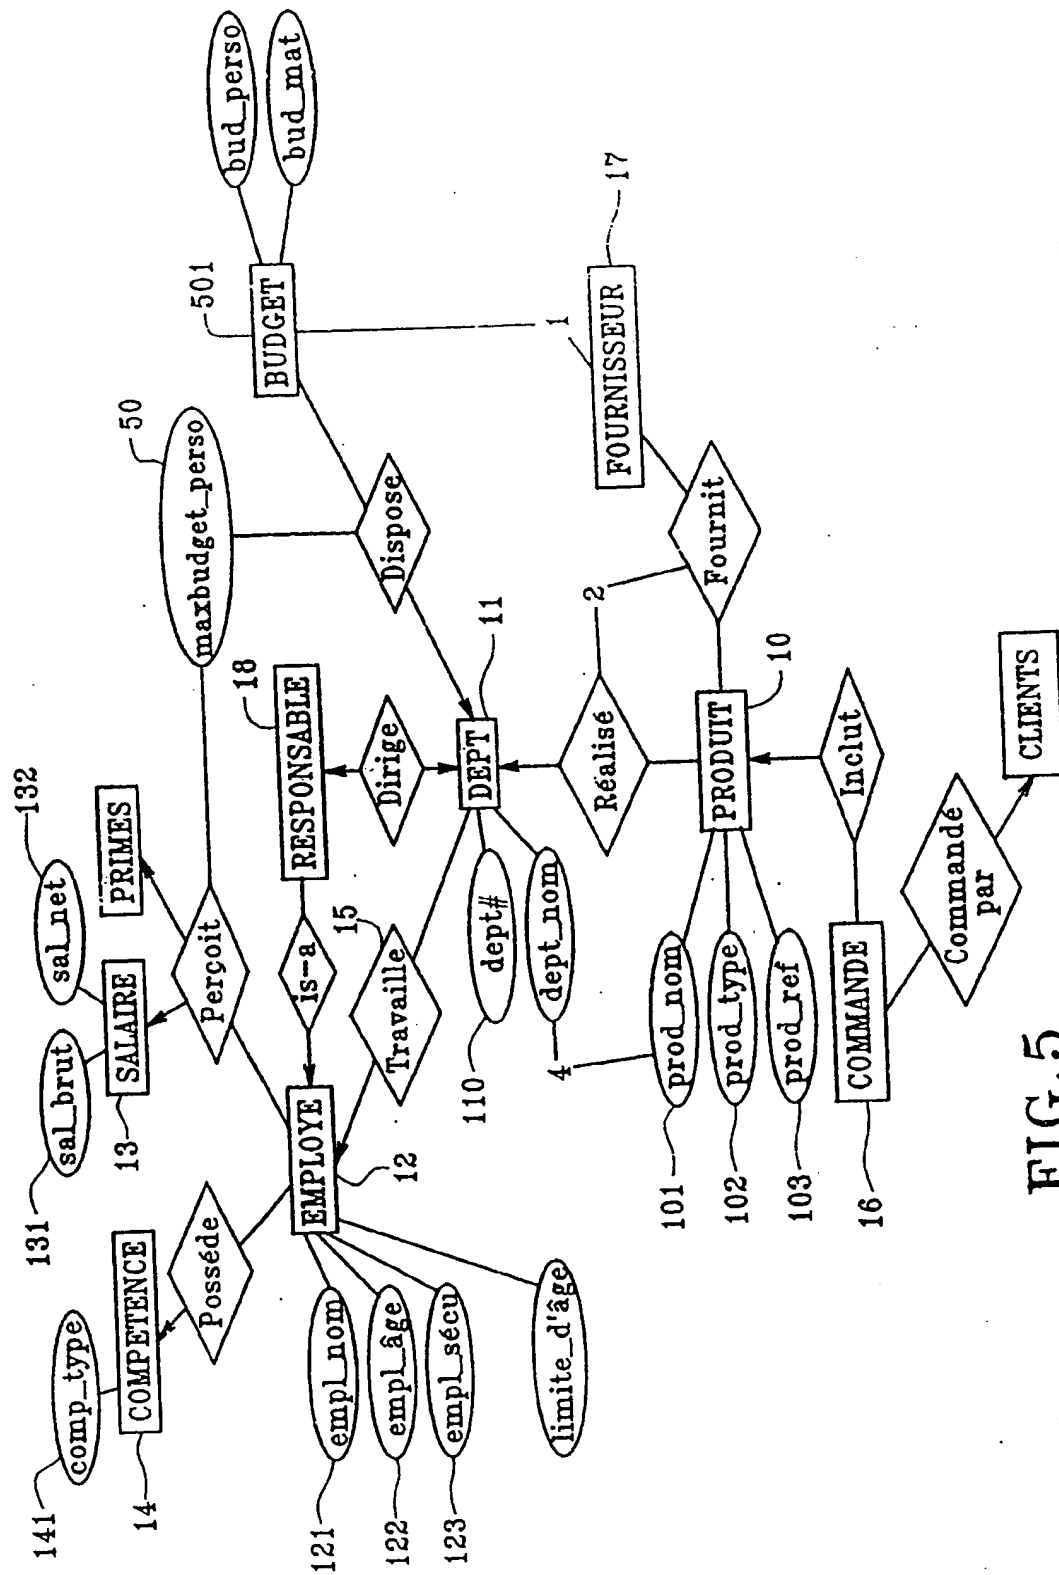 141
comp_type
14
COMPETENCE
Posséde
131
sal_brut
132
sal_net
13
SALAIRE
PRIMES
Perçoit
50
maxbudget_perso
501
BUDGET
bud_perso
bud_mat
121
empl_nom
122
empl_âge
123
empl_sécu
limite_d'âge
EMPLOYE
12
is-a
18
RESPONSABLE
15
Travaille
Dirige
Dispose
11
DEPT
110
dept#
dept_nom
4
1
17
FOURNISSEUR
2
Réalisé
Fournit
101
prod_nom
102
prod_type
103
prod_ref
PRODUIT
10
16
COMMANDE
Inclut
Commandé
par
CLIENTS
FIG.5